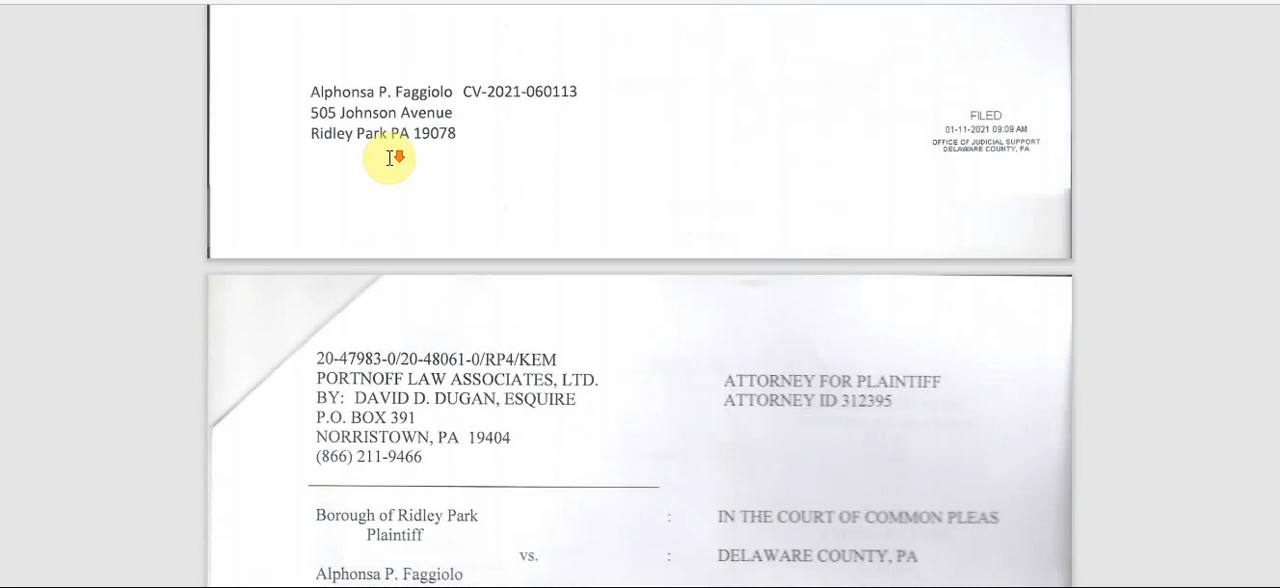 Alphonsa P. Faggiolo CV-2021-060113
505 Johnson Avenue
Ridley Park PA 19078
FILED
01-11-2021 09:09 AM
OFFICE OF JUDICIAL SUPPORT
DELAWARE COUNTY, PA
20-47983-0/20-48061-0/RP4/KEM
PORTNOFF LAW ASSOCIATES, LTD.
BY: DAVID D. DUGAN, ESQUIRE
P.O. BOX 391
NORRISTOWN, PA 19404
(866) 211-9466
ATTORNEY FOR PLAINTIFF
ATTORNEY ID 312395
Borough of Ridley Park : IN THE COURT OF COMMON PLEAS
Plaintiff
vs. : DELAWARE COUNTY, PA
Alphonsa P. Faggiolo